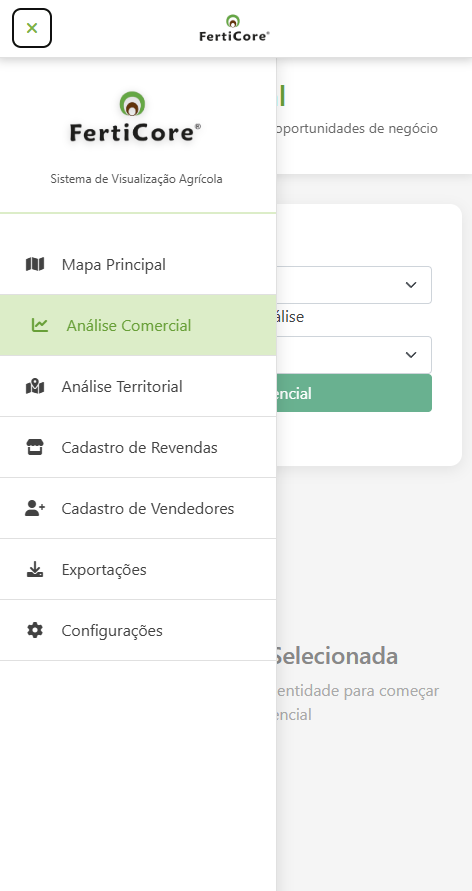 FertiCore®
FertiCore®
Sistema de Visualização Agrícola
oportunidades de negócio
Mapa Principal
Análise Comercial
Análise Territorial
Cadastro de Revendas
Cadastro de Vendedores
Exportações
Configurações
álise
encial
Selecionada
entidade para começar
encial